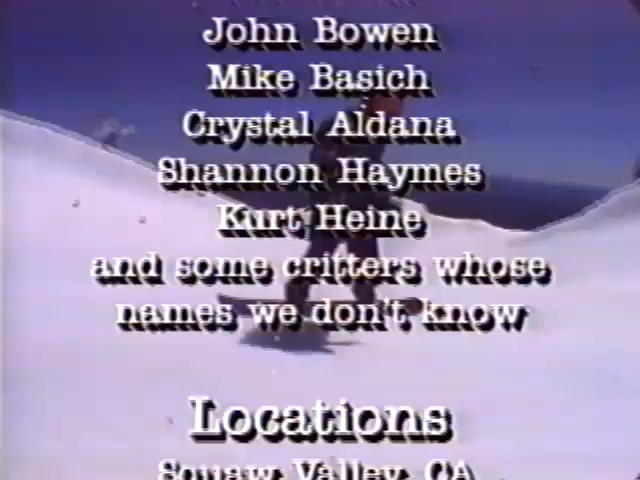 John Bowen
Mike Basich
Crystal Aldana
Shannon Haymes
Kurt Heine
and some critters whose
names we don't know
Locations
Squaw Valley, CA